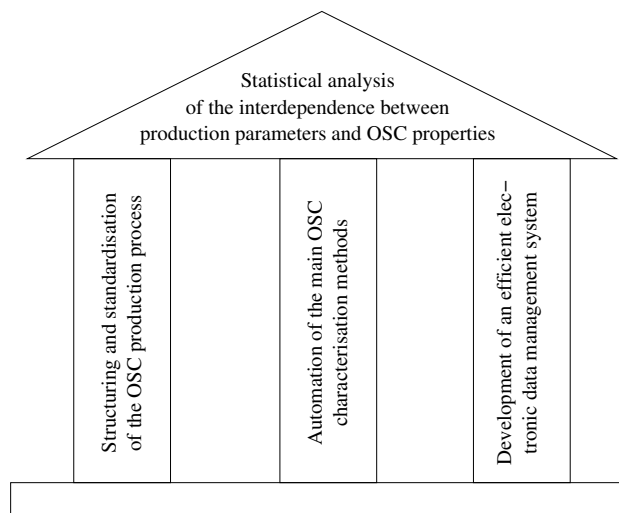 Statistical analysis
of the interdependence between
production parameters and OSC properties
Structuring and standardisation
of the OSC production process
Automation of the main OSC
characterisation methods
Development of an efficient elec−
tronic data management system